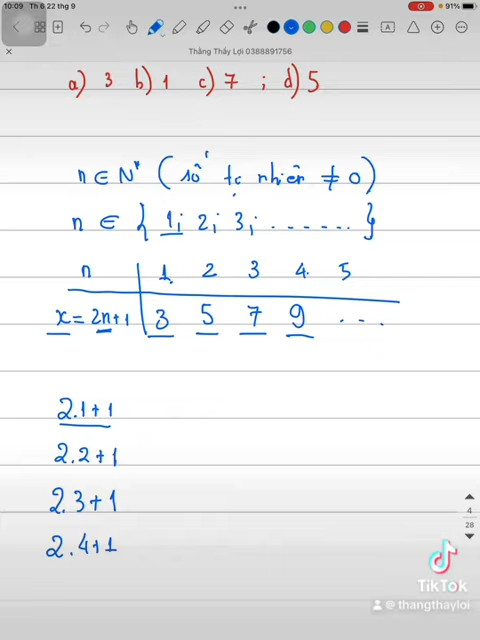 10:09 Th 6 22 thg 9
91%
Thằng Thầy Lợi 0388891756
a) 3 b) 1 c) 7 ; d) 5
n ∈ N* ( số tự nhiên ≠ 0)
n ∈ { 1; 2; 3; ....... }
n 1 2 3 4 5
x = 2n+1 3 5 7 9 ...
2.1+1
2.2+1
2.3+1
2.4+1
4
28
TikTok
@thangthayloi